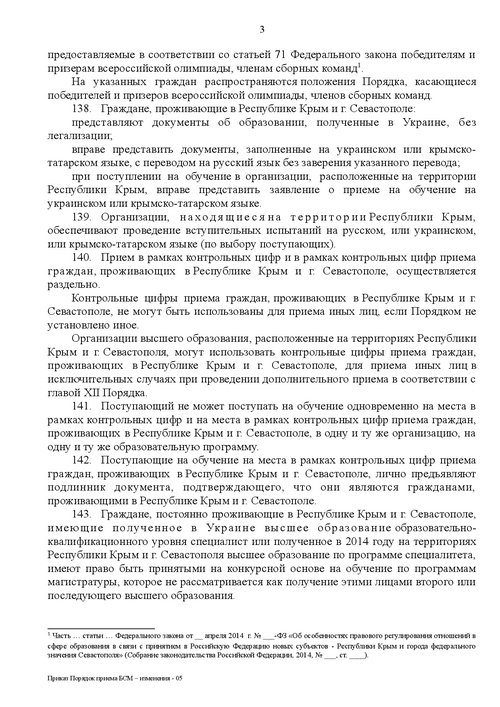 3
предоставляемые в соответствии со статьей 71 Федерального закона победителям и
призерам всероссийской олимпиады, членам сборных команд¹.
На указанных граждан распространяются положения Порядка, касающиеся
победителей и призеров всероссийской олимпиады, членов сборных команд.
138. Граждане, проживающие в Республике Крым и г. Севастополе:
представляют документы об образовании, полученные в Украине, без
легализации;
вправе представить документы, заполненные на украинском или крымско-
татарском языке, с переводом на русский язык без заверения указанного перевода;
при поступлении на обучение в организации, расположенные на территории
Республики Крым, вправе представить заявление о приеме на обучение на
украинском или крымско-татарском языке.
139. Организации, находящиеся на территории Республики Крым,
обеспечивают проведение вступительных испытаний на русском, или украинском,
или крымско-татарском языке (по выбору поступающих).
140. Прием в рамках контрольных цифр и в рамках контрольных цифр приема
граждан, проживающих в Республике Крым и г. Севастополе, осуществляется
раздельно.
Контрольные цифры приема граждан, проживающих в Республике Крым и г.
Севастополе, не могут быть использованы для приема иных лиц, если Порядком не
установлено иное.
Организации высшего образования, расположенные на территориях Республики
Крым и г. Севастополя, могут использовать контрольные цифры приема граждан,
проживающих в Республике Крым и г. Севастополе, для приема иных лиц в
исключительных случаях при проведении дополнительного приема в соответствии с
главой XII Порядка.
141. Поступающий не может поступать на обучение одновременно на места в
рамках контрольных цифр и на места в рамках контрольных цифр приема граждан,
проживающих в Республике Крым и г. Севастополе, в одну и ту же организацию, на
одну и ту же образовательную программу.
142. Поступающие на обучение на места в рамках контрольных цифр приема
граждан, проживающих в Республике Крым и г. Севастополе, лично предъявляют
подлинник документа, подтверждающего, что они являются гражданами,
проживающими в Республике Крым и г. Севастополе.
143. Граждане, постоянно проживающие в Республике Крым и г. Севастополе,
имеющие полученное в Украине высшее образование образовательно-
квалификационного уровня специалист или полученное в 2014 году на территориях
Республики Крым и г. Севастополя высшее образование по программе специалитета,
имеют право быть принятыми на конкурсной основе на обучение по программам
магистратуры, которое не рассматривается как получение этими лицами второго или
последующего высшего образования.
¹ Часть … статьи … Федерального закона от __ апреля 2014 г. № ___-ФЗ «Об особенностях правового регулирования отношений в
сфере образования в связи с принятием в Российскую Федерацию новых субъектов - Республики Крым и города федерального
значения Севастополя» (Собрание законодательства Российской Федерации, 2014, № ___, ст. ____).
Приказ Порядок приема БСМ – изменения - 05